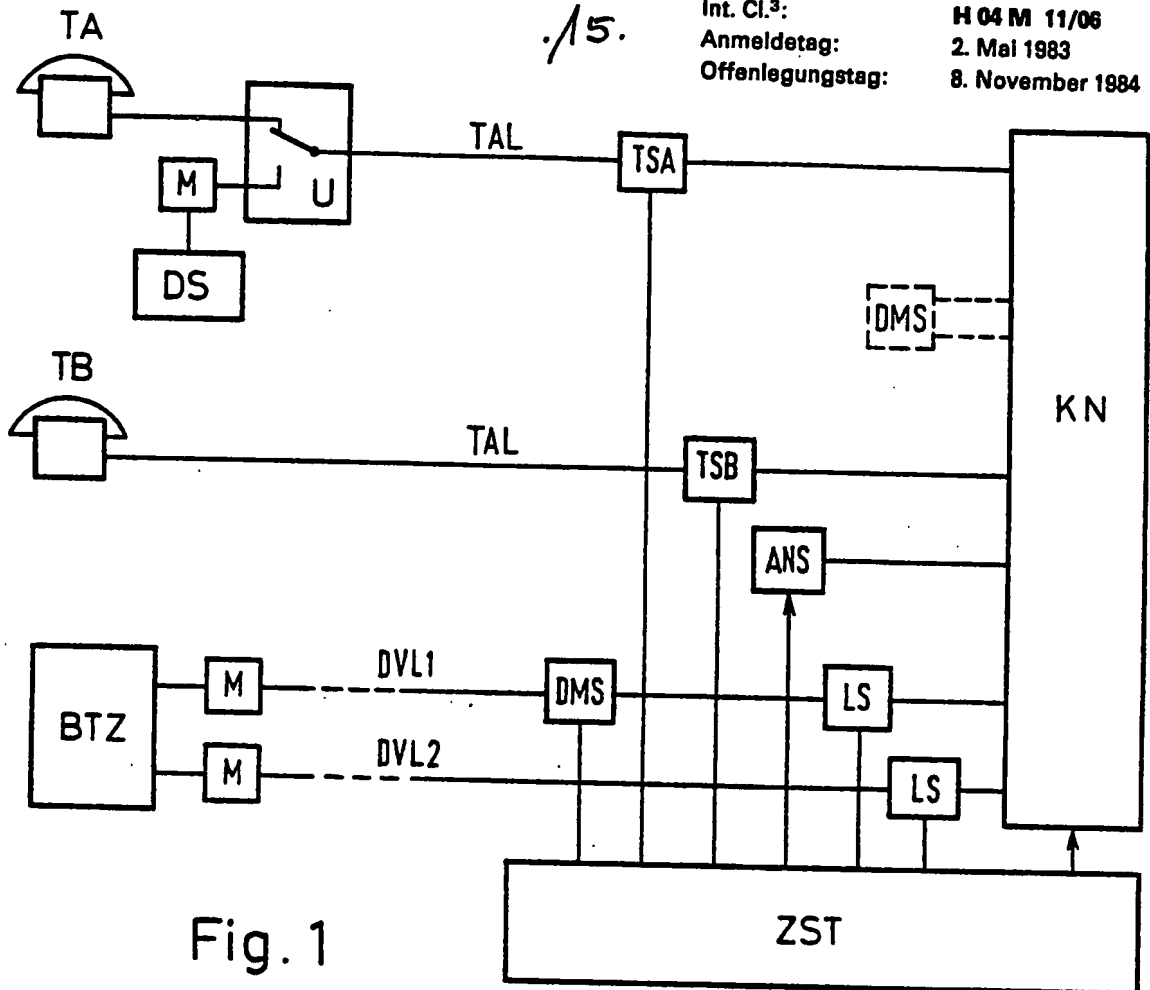 .15.
Int. Cl.³: H 04 M 11/06
Anmeldetag: 2. Mai 1983
Offenlegungstag: 8. November 1984
TA
U
TAL
TSA
M
DS
DMS
KN
TB
TAL
TSB
ANS
BTZ
M
DVL1
DMS
LS
M
DVL2
LS
ZST
Fig. 1